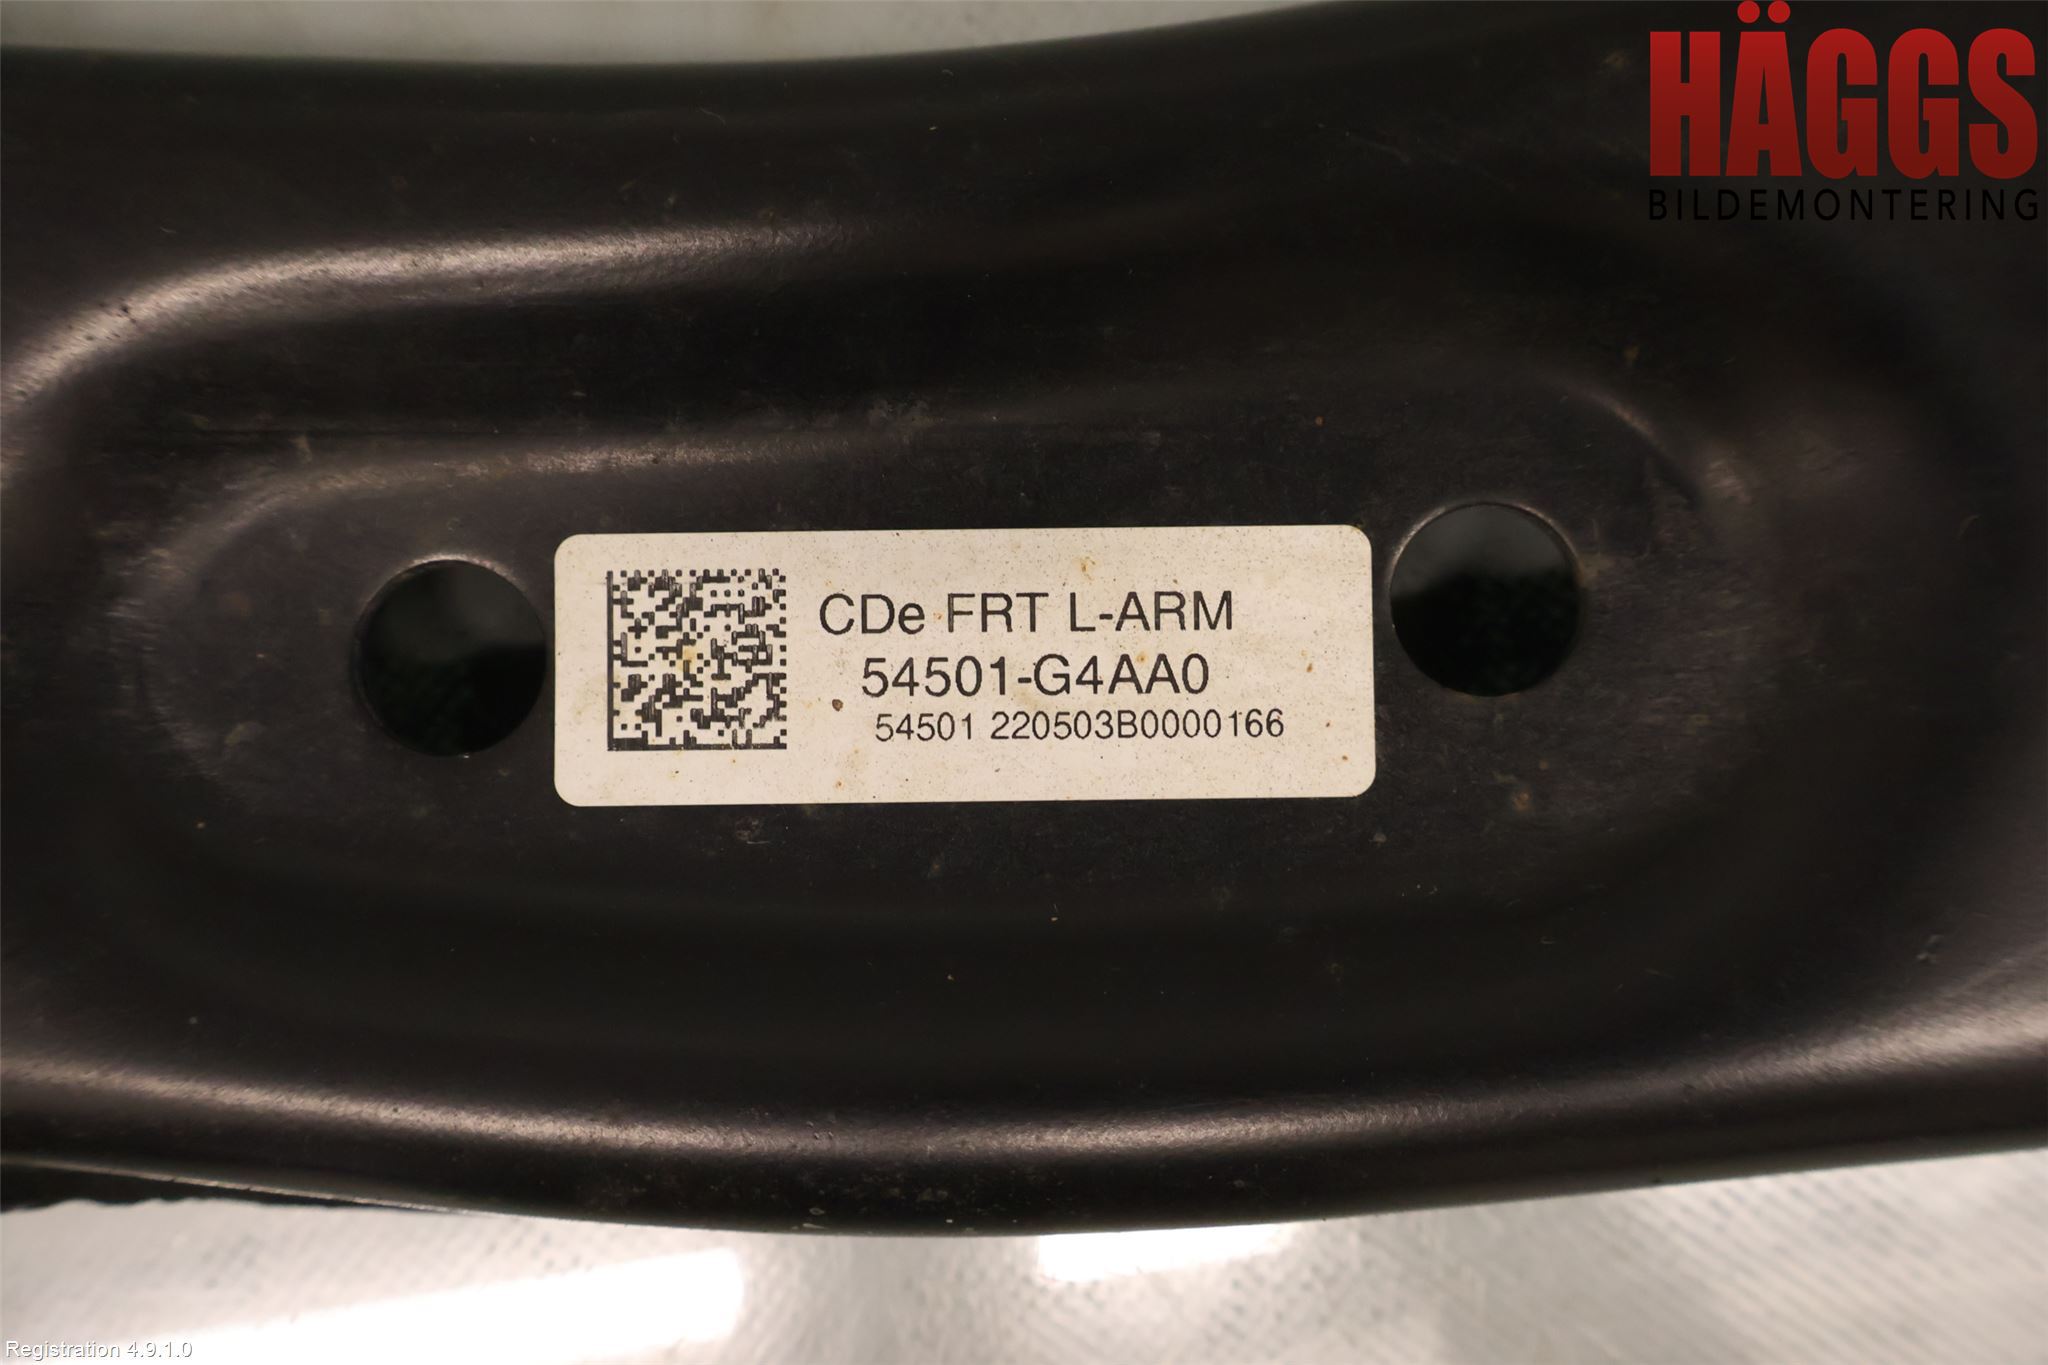 HÄGGS
BILDEMONTERING
CDe FRT L-ARM
54501-G4AA0
54501 220503B0000166
Registration 4.9.1.0